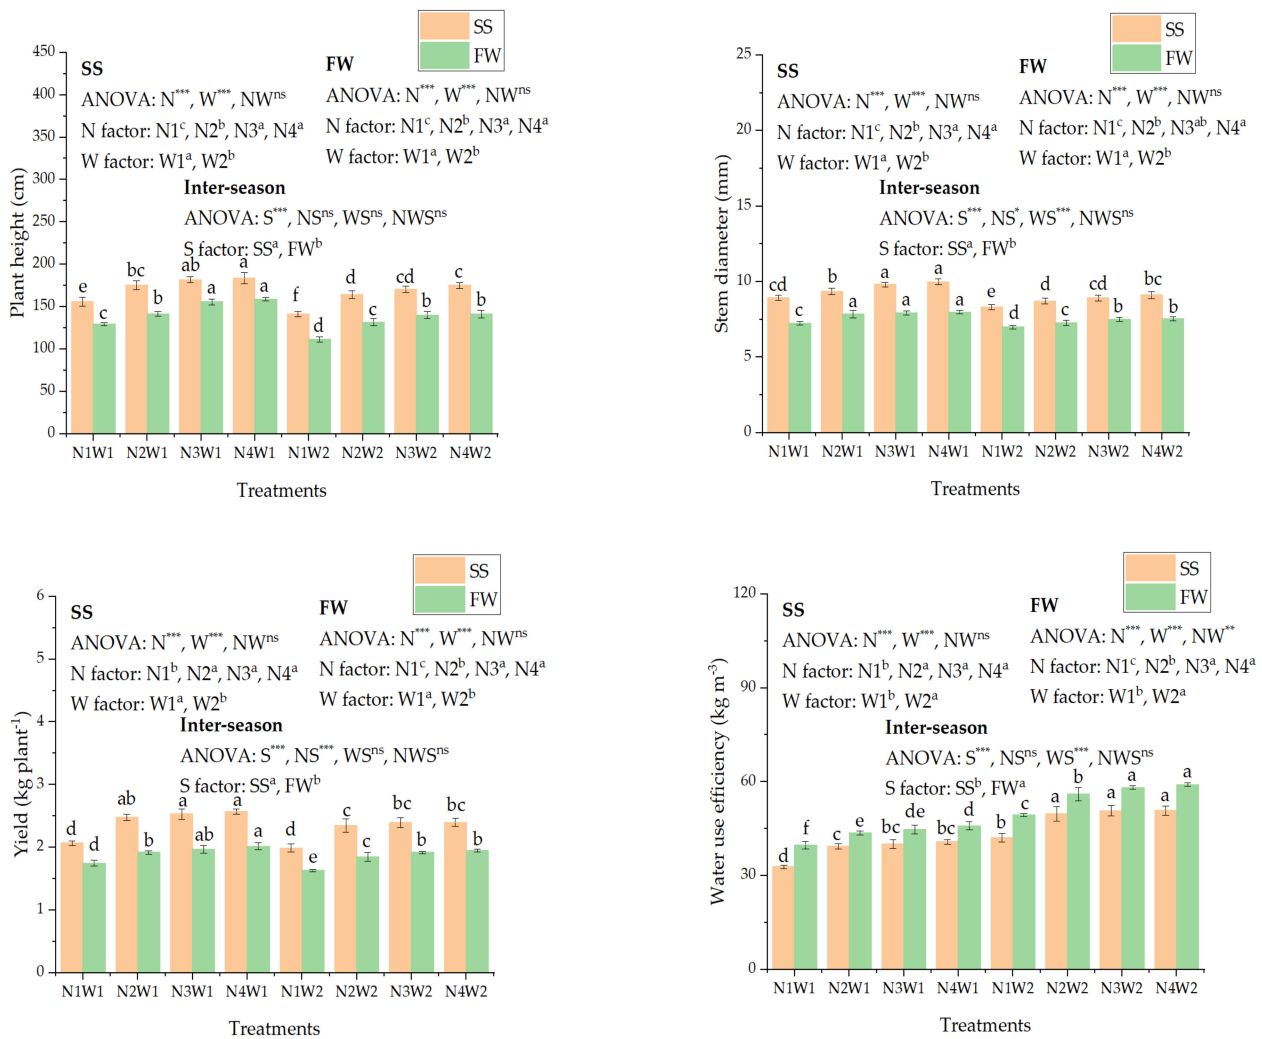 SS
FW
SS
ANOVA: N***, W***, NWns
N factor: N1c, N2b, N3a, N4a
W factor: W1a, W2b
FW
ANOVA: N***, W***, NWns
N factor: N1c, N2b, N3a, N4a
W factor: W1a, W2b
Inter-season
ANOVA: S***, NSns, WSns, NWSns
S factor: SSa, FWb
Plant height (cm)
450
400
350
300
250
200
150
100
50
0
e c bc b ab a a a f d d c cd b c b
N1W1 N2W1 N3W1 N4W1 N1W2 N2W2 N3W2 N4W2
Treatments
SS
FW
SS
ANOVA: N***, W***, NWns
N factor: N1c, N2b, N3a, N4a
W factor: W1a, W2b
FW
ANOVA: N***, W***, NWns
N factor: N1c, N2b, N3ab, N4a
W factor: W1a, W2b
Inter-season
ANOVA: S***, NS*, WS***, NWSns
S factor: SSa, FWb
Stem diameter (mm)
25
20
15
10
5
0
cd c b a a a a a e d d c cd b bc b
N1W1 N2W1 N3W1 N4W1 N1W2 N2W2 N3W2 N4W2
Treatments
SS
FW
SS
ANOVA: N***, W***, NWns
N factor: N1b, N2a, N3a, N4a
W factor: W1a, W2b
FW
ANOVA: N***, W***, NWns
N factor: N1c, N2b, N3a, N4a
W factor: W1a, W2b
Inter-season
ANOVA: S***, NS***, WSns, NWSns
S factor: SSa, FWb
Yield (kg plant-1)
6
5
4
3
2
1
0
d d ab b a ab a a d e c c bc b bc b
N1W1 N2W1 N3W1 N4W1 N1W2 N2W2 N3W2 N4W2
Treatments
SS
FW
SS
ANOVA: N***, W***, NWns
N factor: N1b, N2a, N3a, N4a
W factor: W1b, W2a
FW
ANOVA: N***, W***, NW**
N factor: N1c, N2b, N3a, N4a
W factor: W1b, W2a
Inter-season
ANOVA: S***, NSns, WS***, NWSns
S factor: SSb, FWa
Water use efficiency (kg m-3)
120
90
60
30
0
d f c e bc de bc d b c a b a a a a
N1W1 N2W1 N3W1 N4W1 N1W2 N2W2 N3W2 N4W2
Treatments